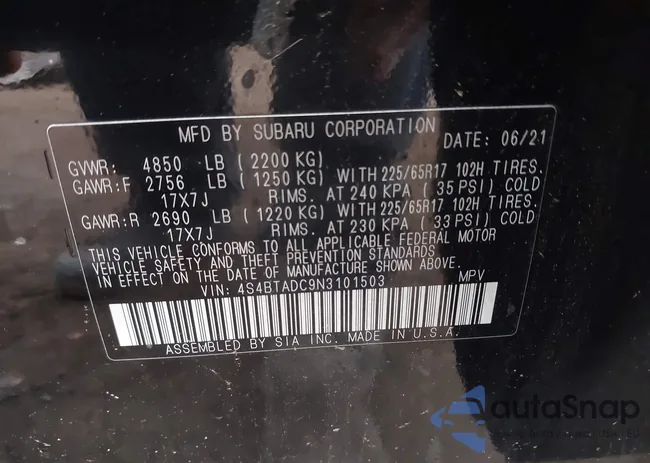 MFD BY SUBARU CORPORATION DATE: 06/21
GVWR: 4850 LB ( 2200 KG)
GAWR:F 2756 LB ( 1250 KG) WITH 225/65R17 102H TIRES.
17X7J RIMS. AT 240 KPA ( 35 PSI) COLD
GAWR:R 2690 LB ( 1220 KG) WITH 225/65R17 102H TIRES.
17X7J RIMS. AT 230 KPA ( 33 PSI) COLD
THIS VEHICLE CONFORMS TO ALL APPLICABLE FEDERAL MOTOR
VEHICLE SAFETY AND THEFT PREVENTION STANDARDS
IN EFFECT ON THE DATE OF MANUFACTURE SHOWN ABOVE.
VIN: 4S4BTADC9N3101503 MPV
ASSEMBLED BY SIA INC. MADE IN U.S.A.
autoSnap